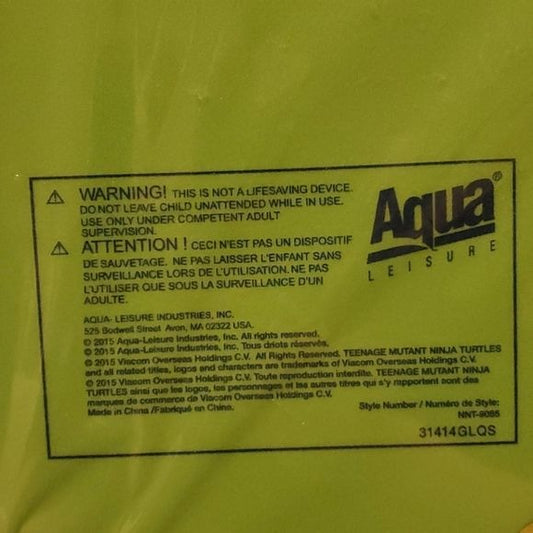 WARNING! THIS IS NOT A LIFESAVING DEVICE.
DO NOT LEAVE CHILD UNATTENDED WHILE IN USE.
USE ONLY UNDER COMPETENT ADULT
SUPERVISION.
ATTENTION ! CECI N'EST PAS UN DISPOSITIF
DE SAUVETAGE. NE PAS LAISSER L'ENFANT SANS
SURVEILLANCE LORS DE L'UTILISATION. NE PAS
L'UTILISER QUE SOUS LA SURVEILLANCE D'UN
ADULTE.
Aqua®
LEISURE
AQUA- LEISURE INDUSTRIES, INC.
525 Bodwell Street Avon, MA 02322 USA.
© 2015 Aqua-Leisure Industries, Inc. All rights reserved.
© 2015 Aqua-Leisure Industries, Inc. Tous driots réservés.
© 2015 Viacom Overseas Holdings C.V. All Rights Reserved. TEENAGE MUTANT NINJA TURTLES
and all related titles, logos and characters are trademarks of Viacom Overseas Holdings C.V.
© 2015 Viacom Overseas Holdings C.V. Toute reproduction interdite. TEENAGE MUTANT NINJA
TURTLES ainsi que les logos, les personnages et les autres titres qui s'y rapportent sont des
marques de commerce de Viacom Overseas Holdings C.V.
Made in China /Fabriqué en China.
Style Number / Numéro de Style:
NNT-9085
31414GLQS